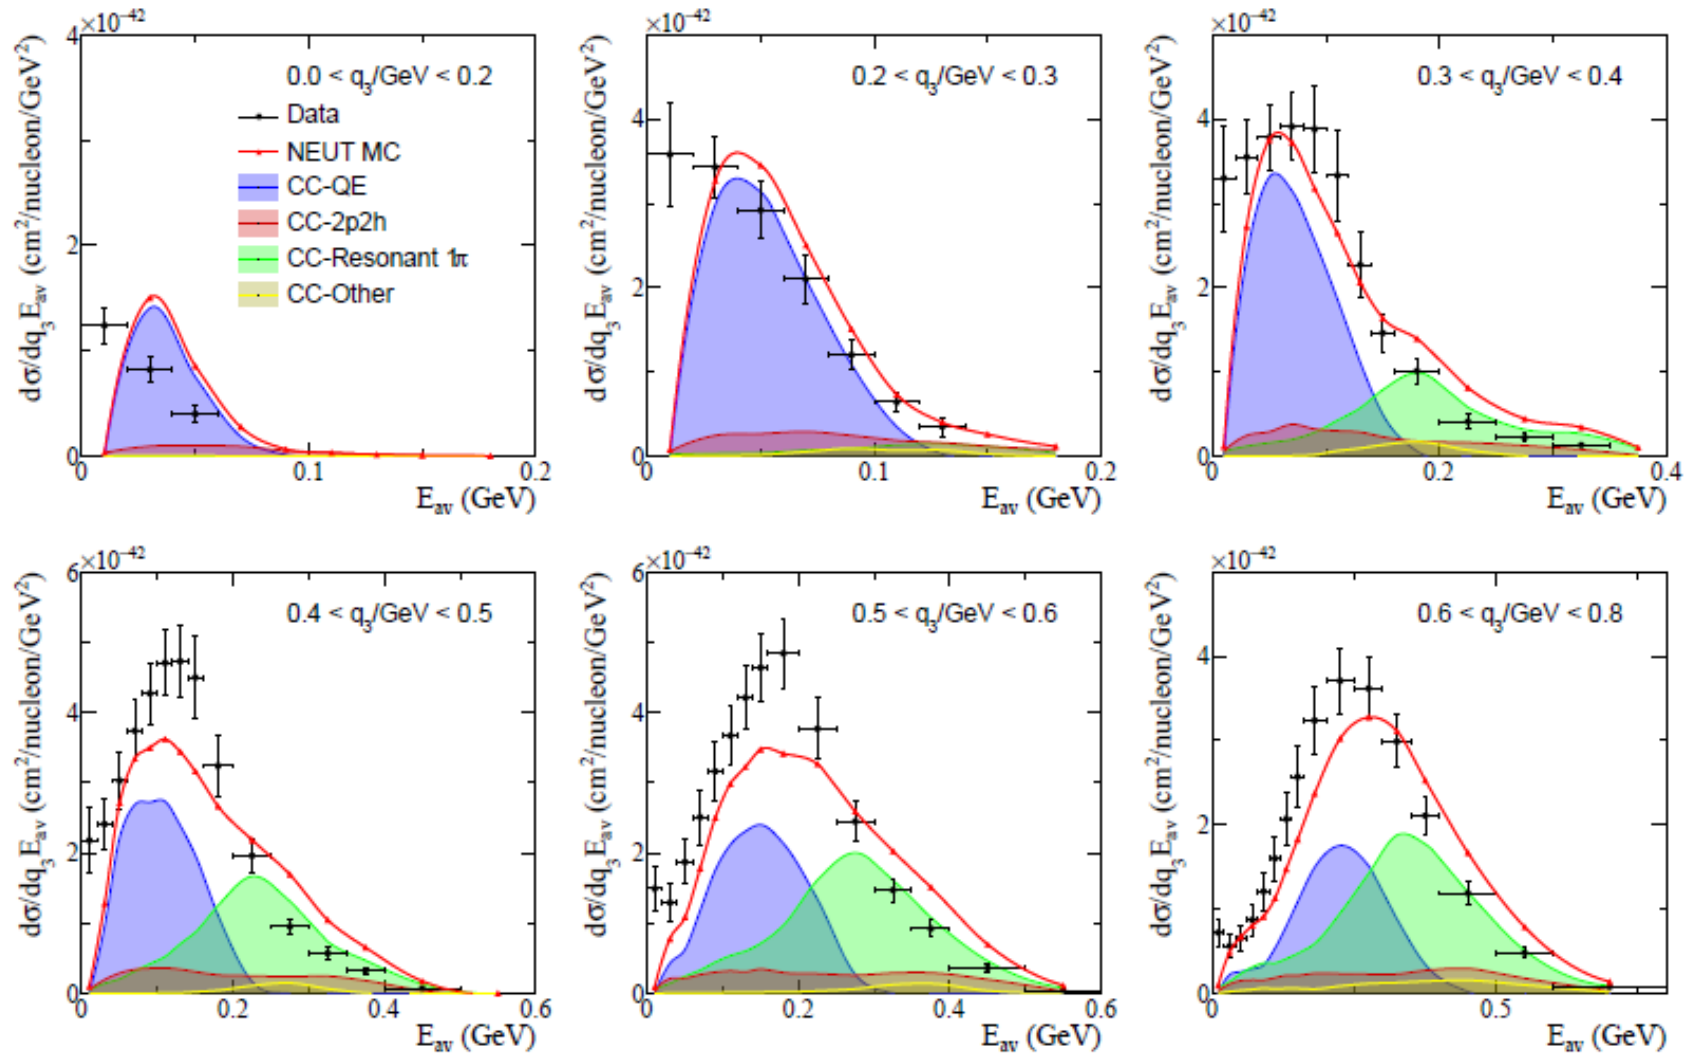 ×10⁻⁴²
dσ/dq₃E_av (cm²/nucleon/GeV²)
4
2
0
0.0 < q₃/GeV < 0.2
Data
NEUT MC
CC-QE
CC-2p2h
CC-Resonant 1π
CC-Other
0.1
0.2
E_av (GeV)
×10⁻⁴²
dσ/dq₃E_av (cm²/nucleon/GeV²)
4
2
0
0.2 < q₃/GeV < 0.3
0.1
0.2
E_av (GeV)
×10⁻⁴²
dσ/dq₃E_av (cm²/nucleon/GeV²)
4
2
0
0.3 < q₃/GeV < 0.4
0.2
0.4
E_av (GeV)
×10⁻⁴²
dσ/dq₃E_av (cm²/nucleon/GeV²)
6
4
2
0
0.4 < q₃/GeV < 0.5
0.2
0.4
0.6
E_av (GeV)
×10⁻⁴²
dσ/dq₃E_av (cm²/nucleon/GeV²)
6
4
2
0
0.5 < q₃/GeV < 0.6
0.2
0.4
0.6
E_av (GeV)
×10⁻⁴²
dσ/dq₃E_av (cm²/nucleon/GeV²)
4
2
0
0.6 < q₃/GeV < 0.8
0.5
E_av (GeV)